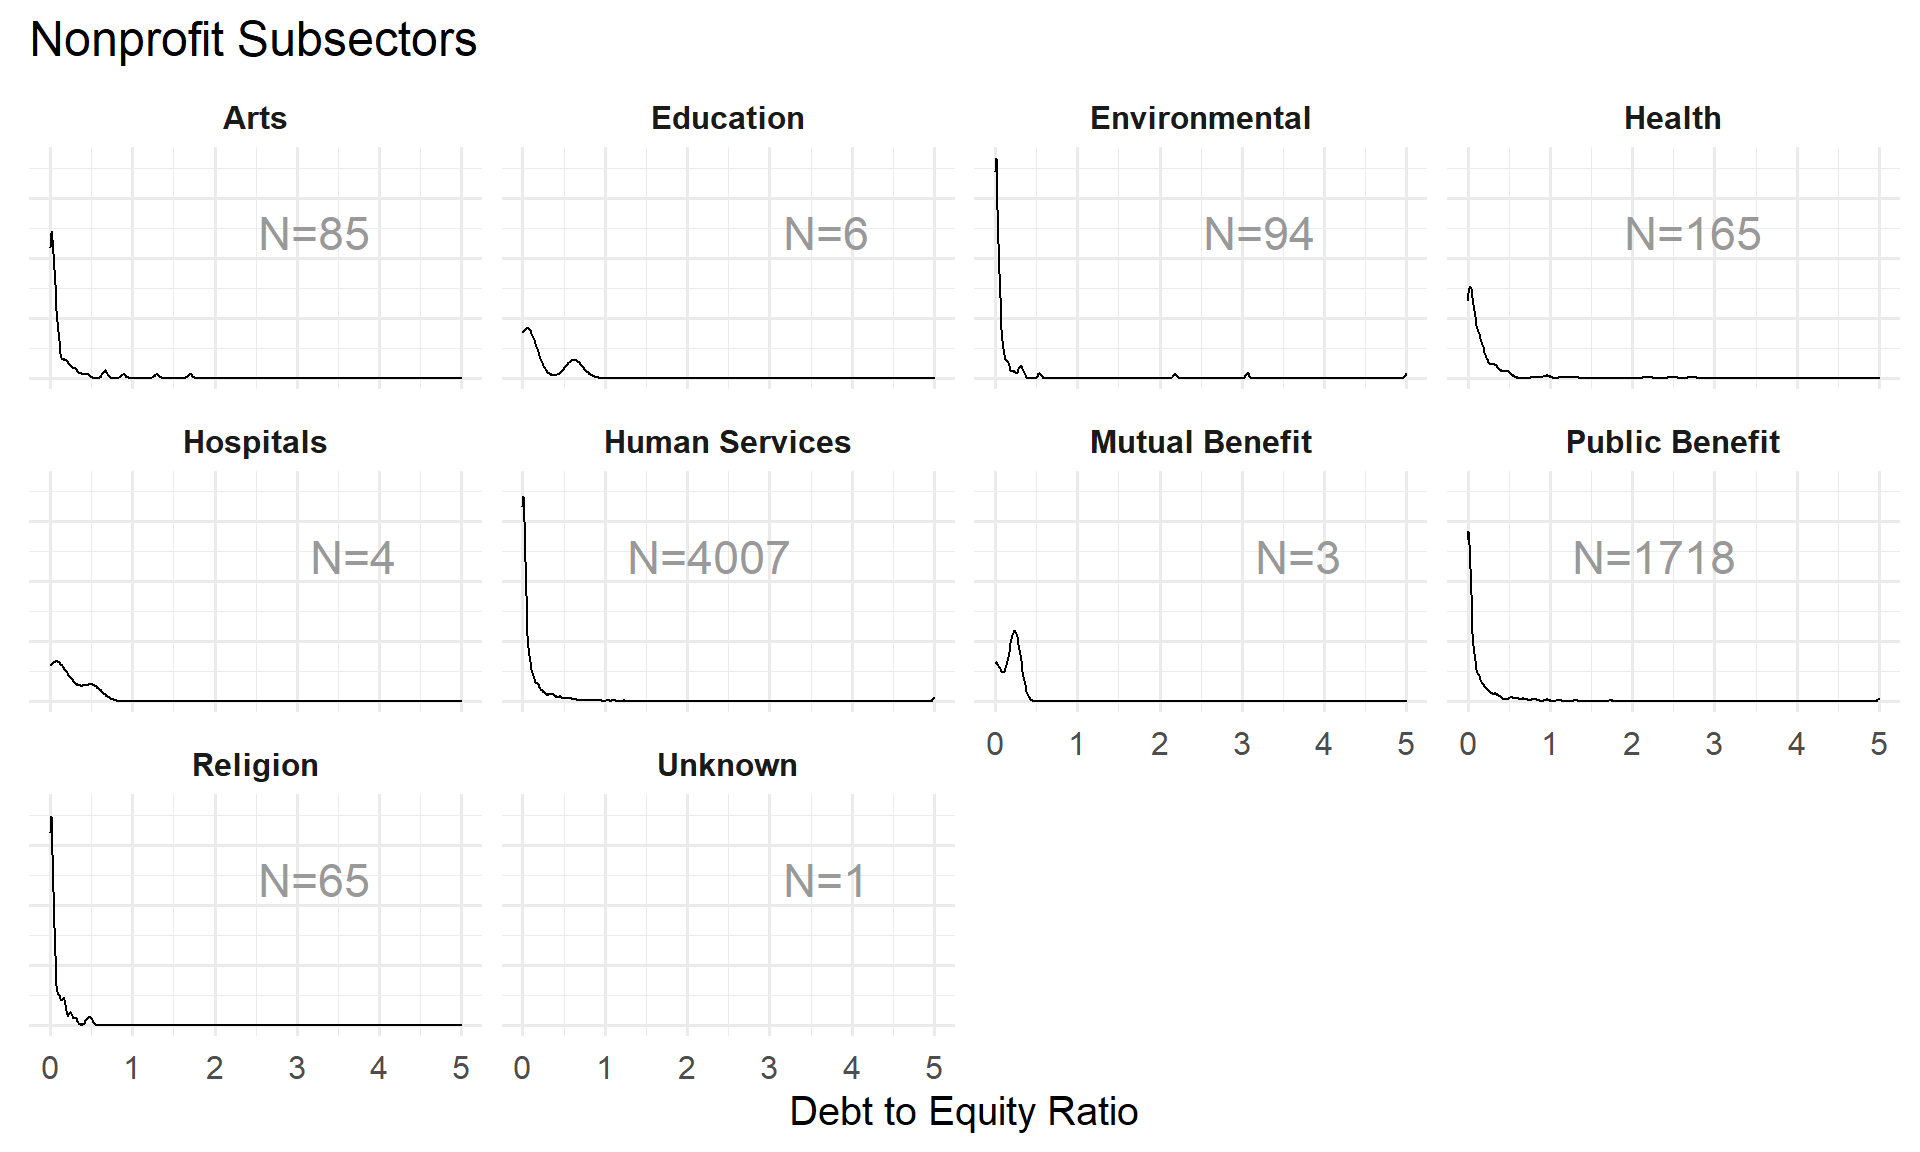 Nonprofit Subsectors
Arts Education Environmental Health
N=85 N=6 N=94 N=165
Hospitals Human Services Mutual Benefit Public Benefit
N=4 N=4007 N=3 N=1718
0 1 2 3 4 5 0 1 2 3 4 5
Religion Unknown
N=65 N=1
0 1 2 3 4 5 0 1 2 3 4 5
Debt to Equity Ratio